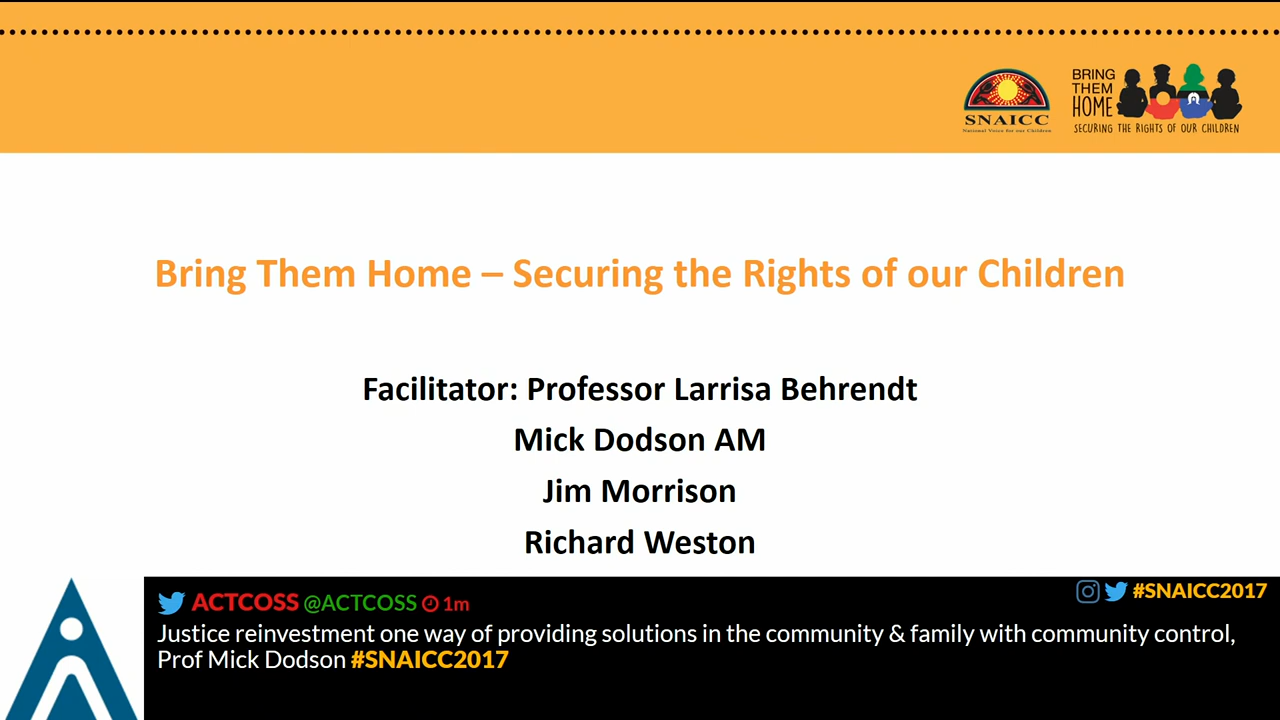 SNAICC
National Voice for our Children
BRING
THEM
HOME
SECURING THE RIGHTS OF OUR CHILDREN
Bring Them Home – Securing the Rights of our Children
Facilitator: Professor Larrisa Behrendt
Mick Dodson AM
Jim Morrison
Richard Weston
ACTCOSS @ACTCOSS 1m
#SNAICC2017
Justice reinvestment one way of providing solutions in the community & family with community control,
Prof Mick Dodson #SNAICC2017